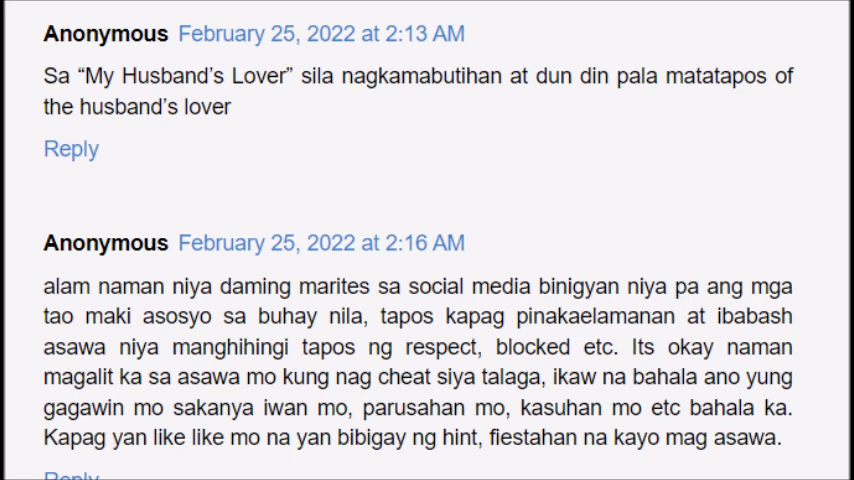 Anonymous February 25, 2022 at 2:13 AM
Sa “My Husband’s Lover” sila nagkamabutihan at dun din pala matatapos of
the husband’s lover
Reply
Anonymous February 25, 2022 at 2:16 AM
alam naman niya daming marites sa social media binigyan niya pa ang mga
tao maki asosyo sa buhay nila, tapos kapag pinakaelamanan at ibabash
asawa niya manghihingi tapos ng respect, blocked etc. Its okay naman
magalit ka sa asawa mo kung nag cheat siya talaga, ikaw na bahala ano yung
gagawin mo sakanya iwan mo, parusahan mo, kasuhan mo etc bahala ka.
Kapag yan like like mo na yan bibigay ng hint, fiestahan na kayo mag asawa.
Reply